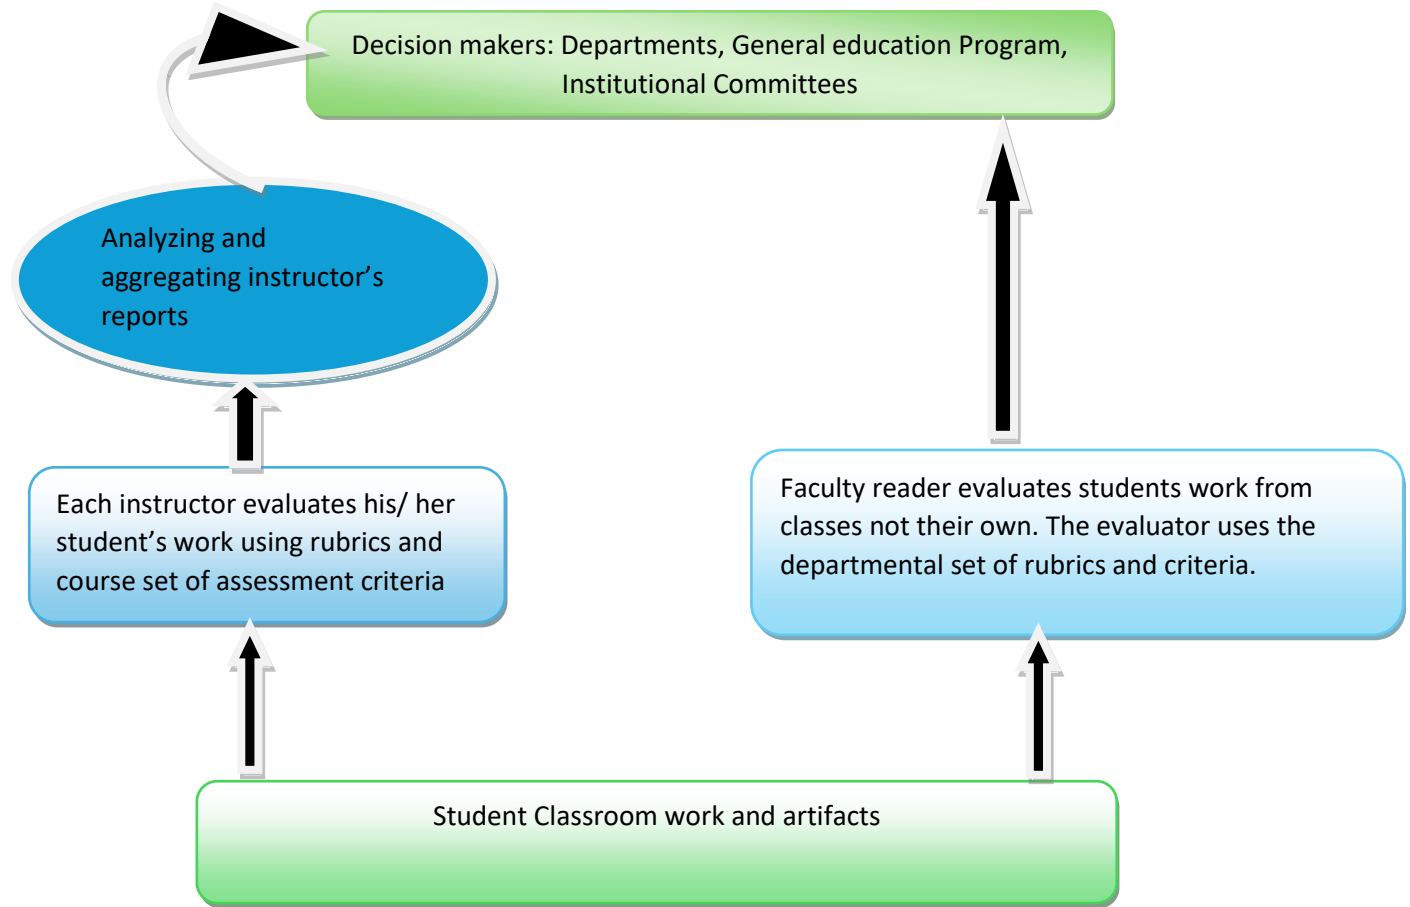 Decision makers: Departments, General education Program,
Institutional Committees
Analyzing and
aggregating instructor’s
reports
Each instructor evaluates his/ her
student’s work using rubrics and
course set of assessment criteria
Faculty reader evaluates students work from
classes not their own. The evaluator uses the
departmental set of rubrics and criteria.
Student Classroom work and artifacts